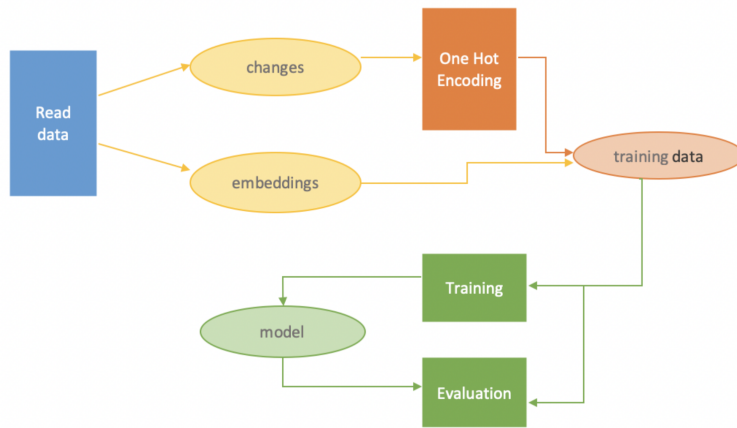 changes
One Hot
Encoding
Read
data
training data
embeddings
Training
model
Evaluation